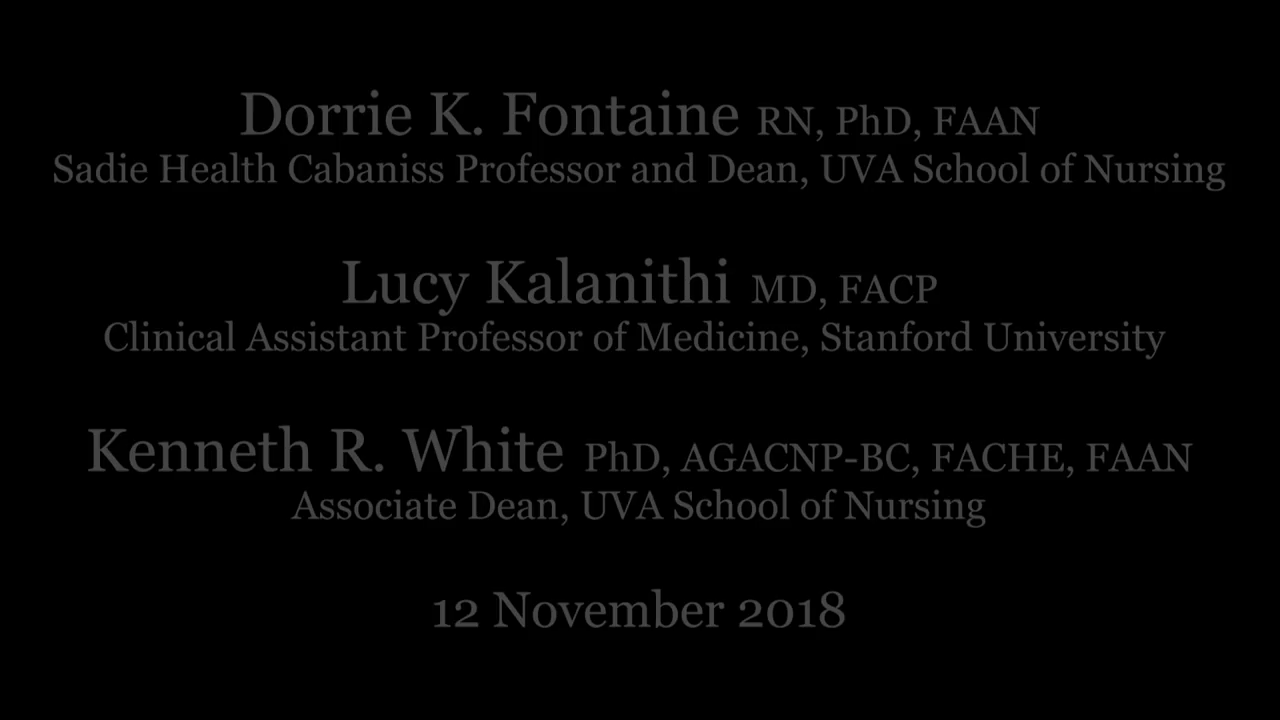 Dorrie K. Fontaine RN, PhD, FAAN
Sadie Health Cabaniss Professor and Dean, UVA School of Nursing
Lucy Kalanithi MD, FACP
Clinical Assistant Professor of Medicine, Stanford University
Kenneth R. White PhD, AGACNP-BC, FACHE, FAAN
Associate Dean, UVA School of Nursing
12 November 2018